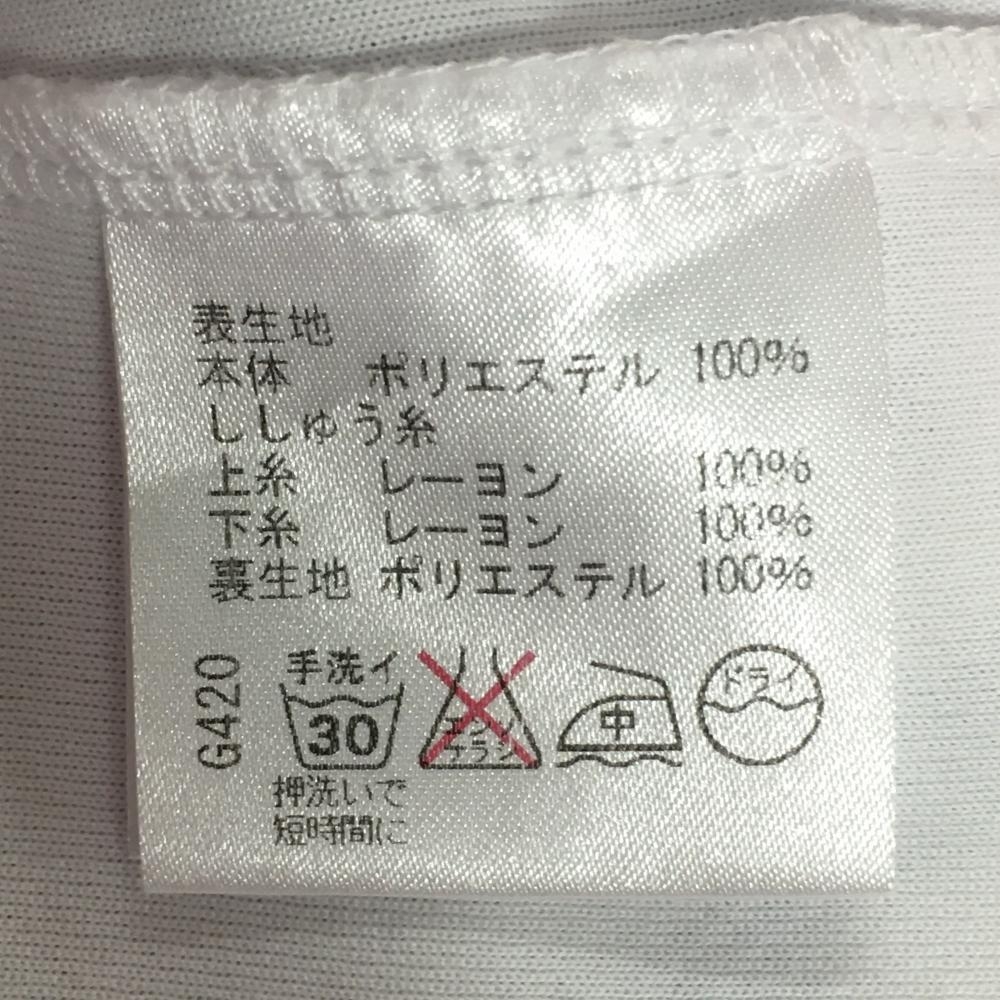 表生地
本体 ポリエステル 100%
ししゅう糸
上糸 レーヨン 100%
下糸 レーヨン 100%
裏生地 ポリエステル 100%
G420
手洗イ
30
エンソ
サラシ
中
ドライ
押洗いで
短時間に